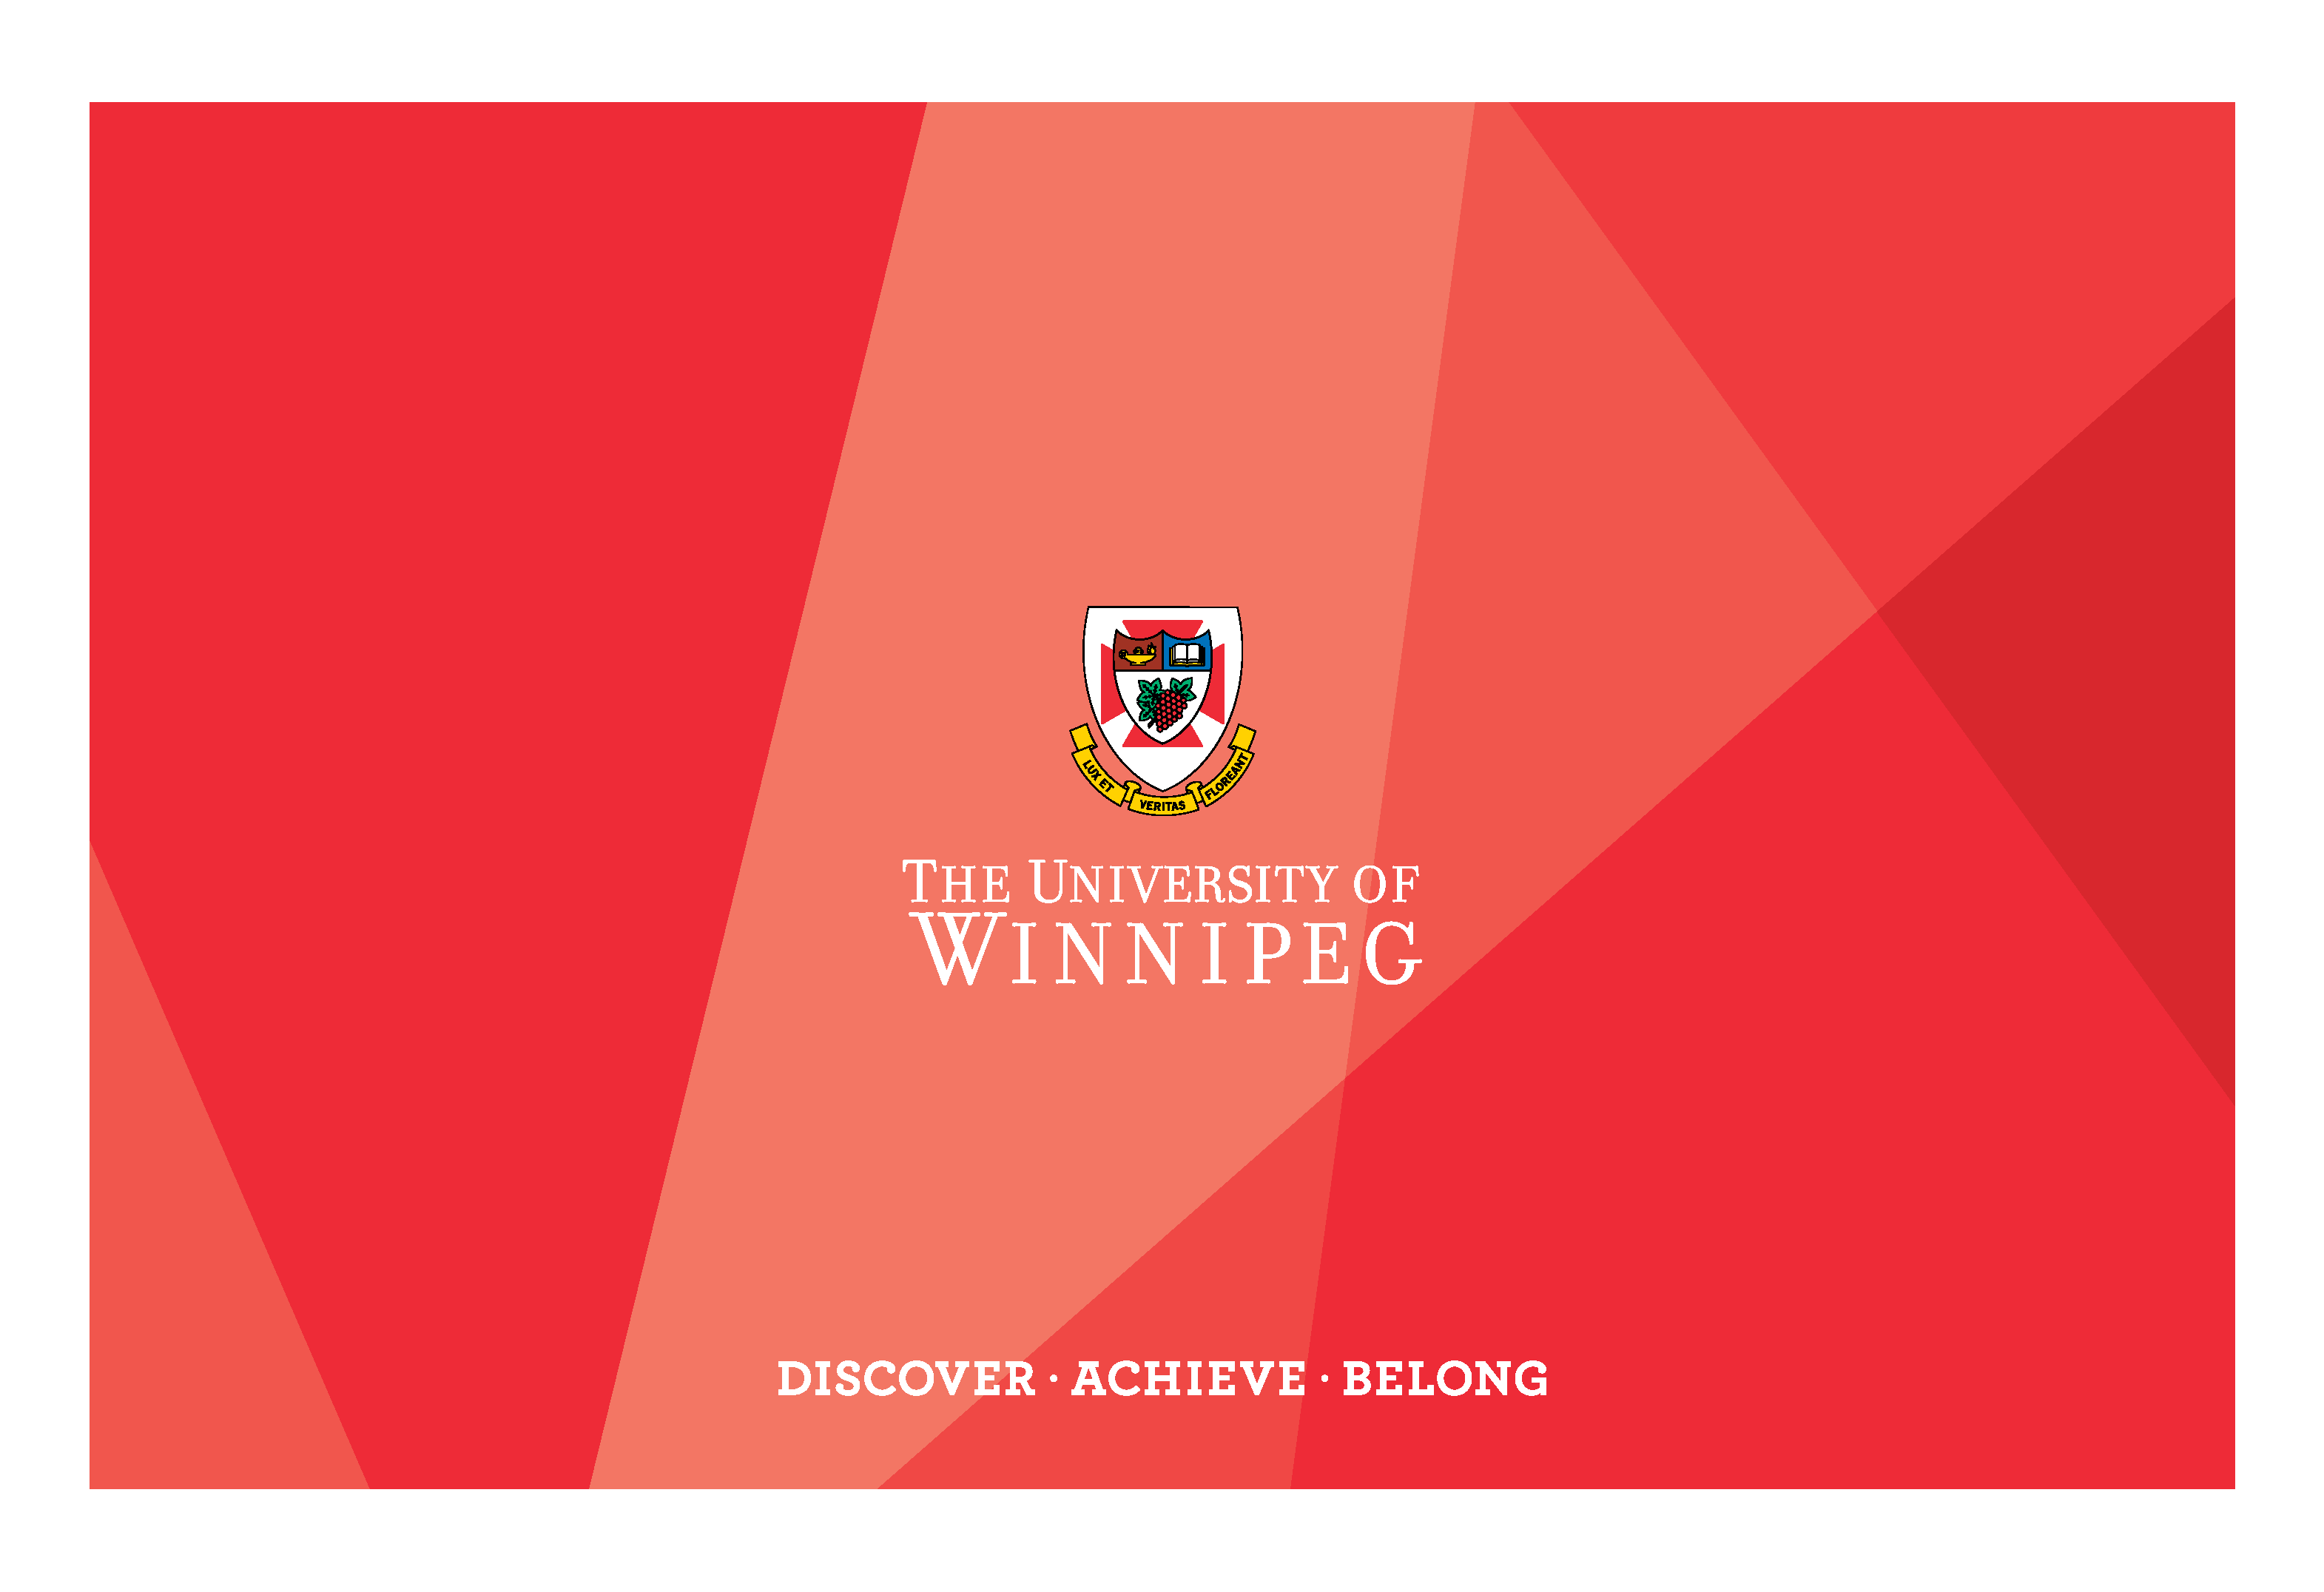 LUX ET VERITAS FLOREANT
THE UNIVERSITY OF
WINNIPEG
DISCOVER · ACHIEVE · BELONG